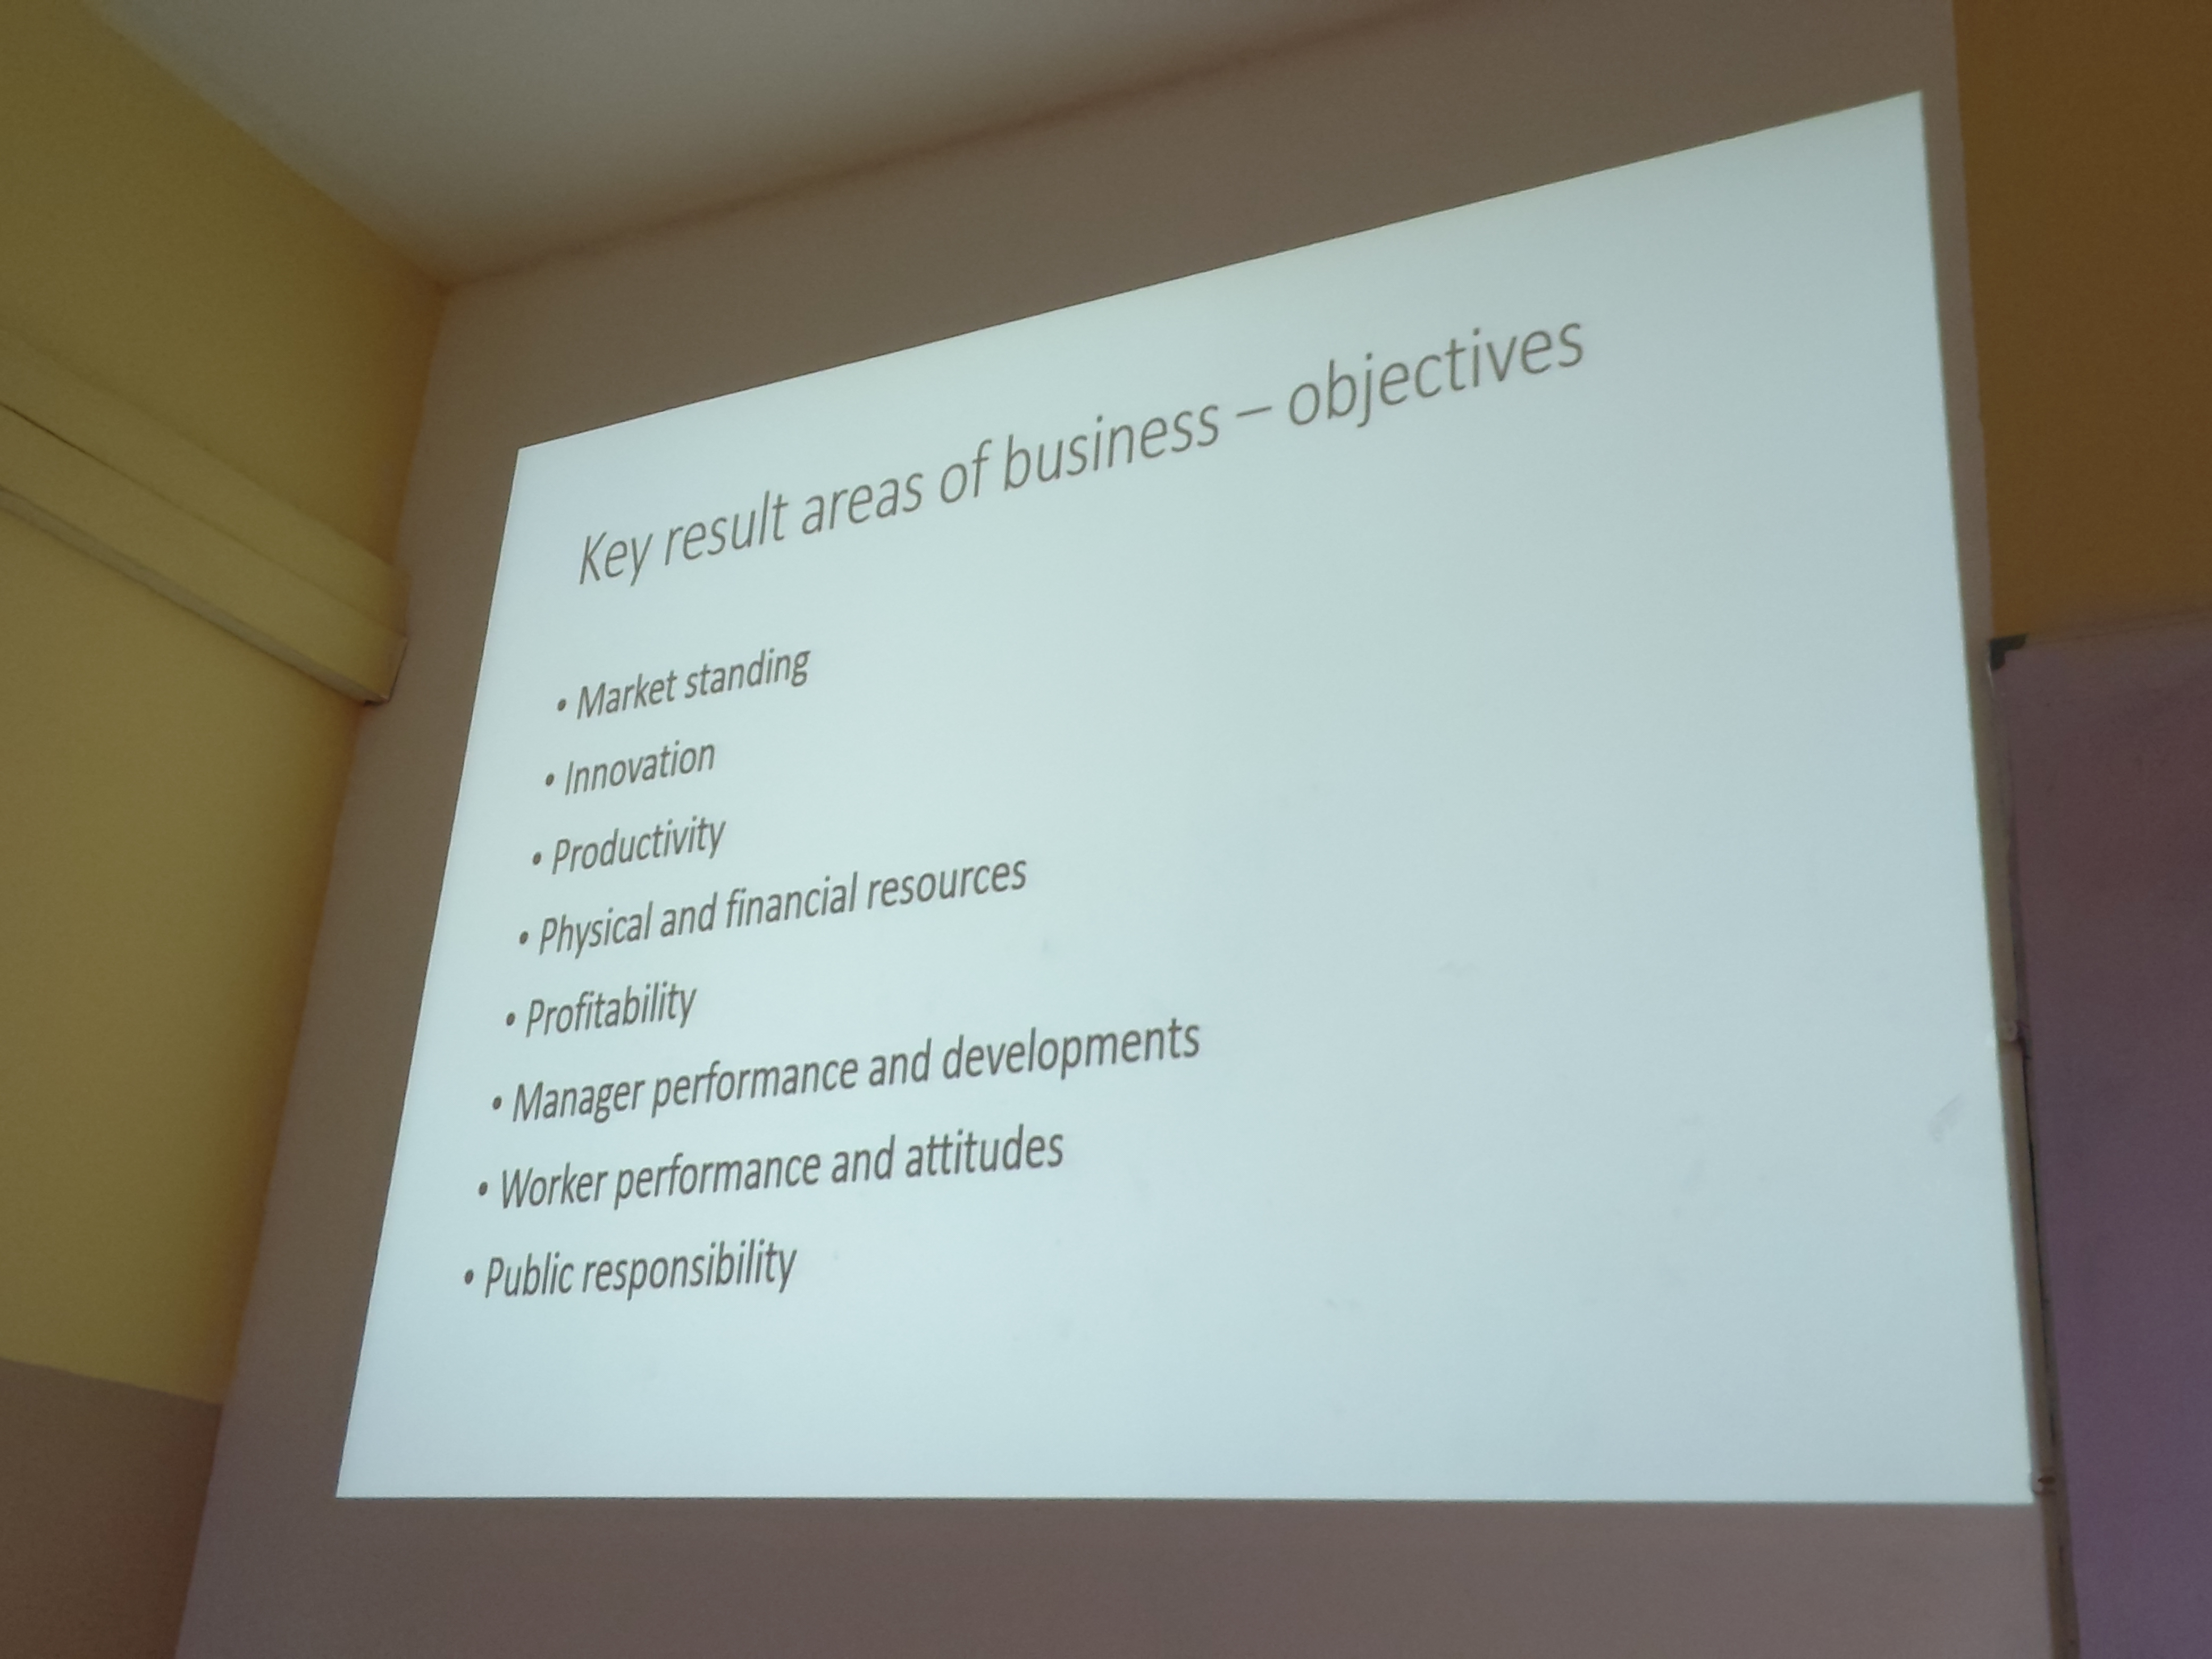 Key result areas of business – objectives
• Market standing
• Innovation
• Productivity
• Physical and financial resources
• Profitability
• Manager performance and developments
• Worker performance and attitudes
• Public responsibility